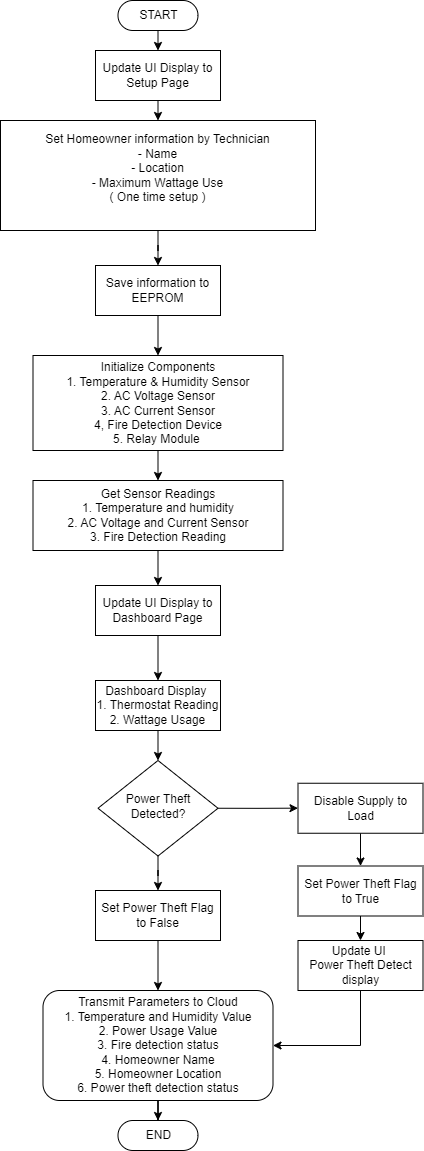 START
Update UI Display to
Setup Page
Set Homeowner information by Technician
- Name
- Location
- Maximum Wattage Use
( One time setup )
Save information to
EEPROM
Initialize Components
1. Temperature & Humidity Sensor
2. AC Voltage Sensor
3. AC Current Sensor
4, Fire Detection Device
5. Relay Module
Get Sensor Readings
1. Temperature and humidity
2. AC Voltage and Current Sensor
3. Fire Detection Reading
Update UI Display to
Dashboard Page
Dashboard Display
1. Thermostat Reading
2. Wattage Usage
Power Theft
Detected?
Disable Supply to
Load
Set Power Theft Flag
to True
Set Power Theft Flag
to False
Update UI
Power Theft Detect
display
Transmit Parameters to Cloud
1. Temperature and Humidity Value
2. Power Usage Value
3. Fire detection status
4. Homeowner Name
5. Homeowner Location
6. Power theft detection status
END